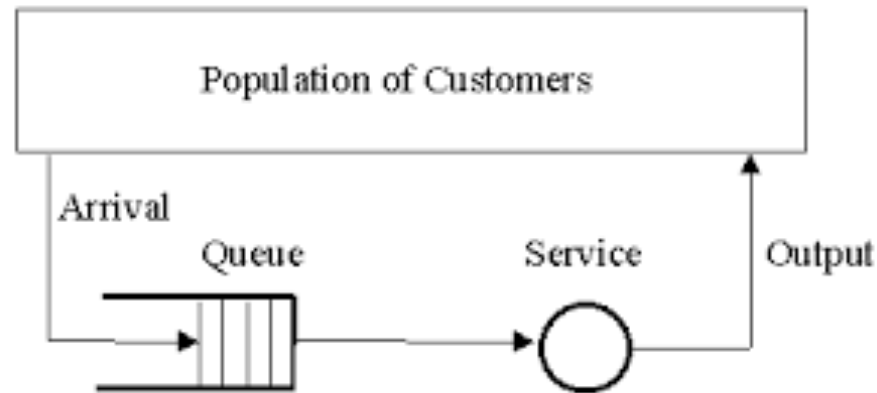 Population of Customers
Arrival
Queue
Service
Output